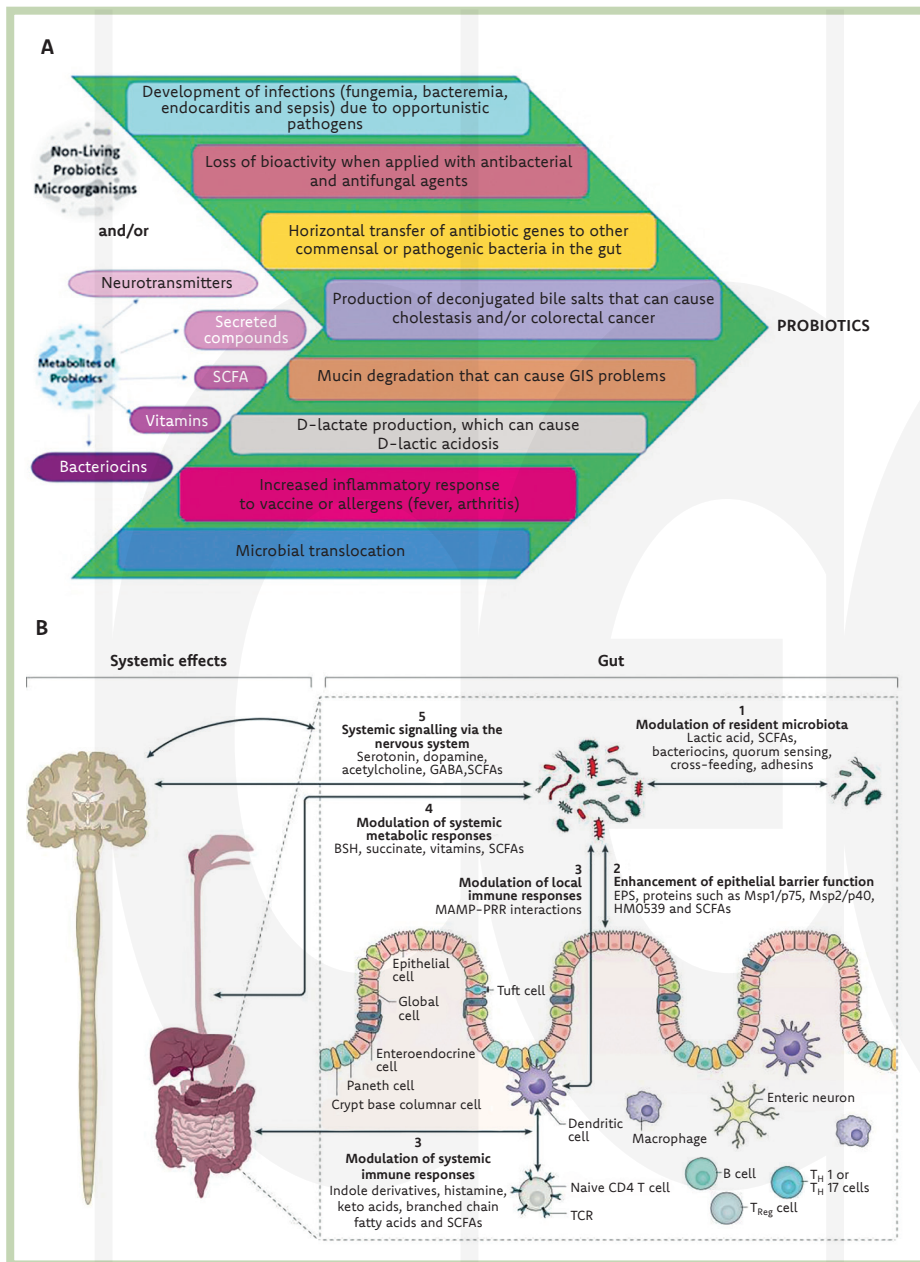 A
Development of infections (fungemia, bacteremia,
endocarditis and sepsis) due to opportunistic
pathogens
Non-Living
Probiotics
Microorganisms
Loss of bioactivity when applied with antibacterial
and antifungal agents
and/or
Horizontal transfer of antibiotic genes to other
commensal or pathogenic bacteria in the gut
Neurotransmitters
Production of deconjugated bile salts that can cause
cholestasis and/or colorectal cancer
PROBIOTICS
Secreted
compounds
Metabolites of
Probiotics
SCFA
Mucin degradation that can cause GIS problems
Vitamins
D-lactate production, which can cause
D-lactic acidosis
Bacteriocins
Increased inflammatory response
to vaccine or allergens (fever, arthritis)
Microbial translocation
B
Systemic effects
Gut
5
Systemic signalling via the
nervous system
Serotonin, dopamine,
acetylcholine, GABA,SCFAs
1
Modulation of resident microbiota
Lactic acid, SCFAs,
bacteriocins, quorum sensing,
cross-feeding, adhesins
4
Modulation of systemic
metabolic responses
BSH, succinate, vitamins, SCFAs
3
Modulation of local
immune responses
MAMP-PRR interactions
2
Enhancement of epithelial barrier function
EPS, proteins such as Msp1/p75, Msp2/p40,
HM0539 and SCFAs
Epithelial
cell
Tuft cell
Global
cell
Enteroendocrine
cell
Paneth cell
Crypt base columnar cell
Dendritic
cell
Macrophage
Enteric neuron
3
Modulation of systemic
immune responses
Indole derivatives, histamine,
keto acids, branched chain
fatty acids and SCFAs
Naive CD4 T cell
TCR
B cell
TH 1 or
TH 17 cells
TReg cell